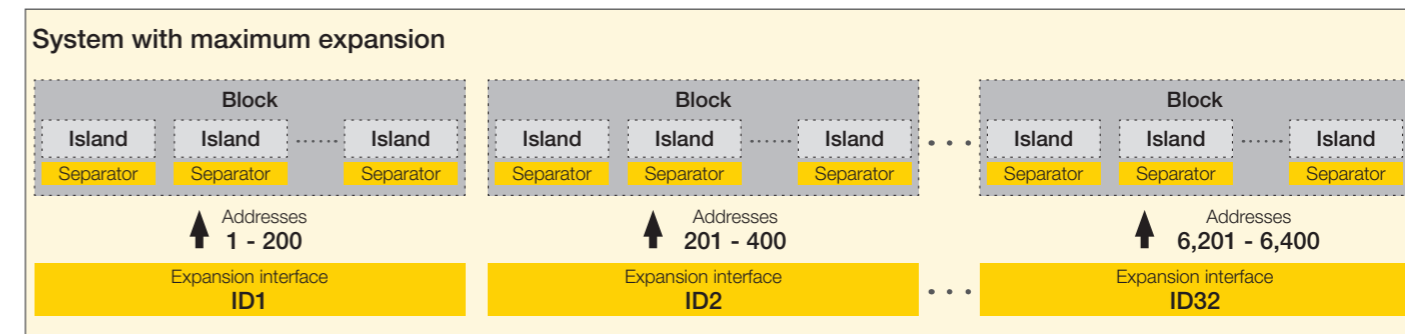 System with maximum expansion
Block Block Block
Island Island Island Island Island Island Island Island Island
Separator Separator Separator Separator Separator Separator Separator Separator Separator
Addresses Addresses Addresses
1 - 200 201 - 400 6,201 - 6,400
Expansion interface Expansion interface Expansion interface
ID1 ID2 ID32